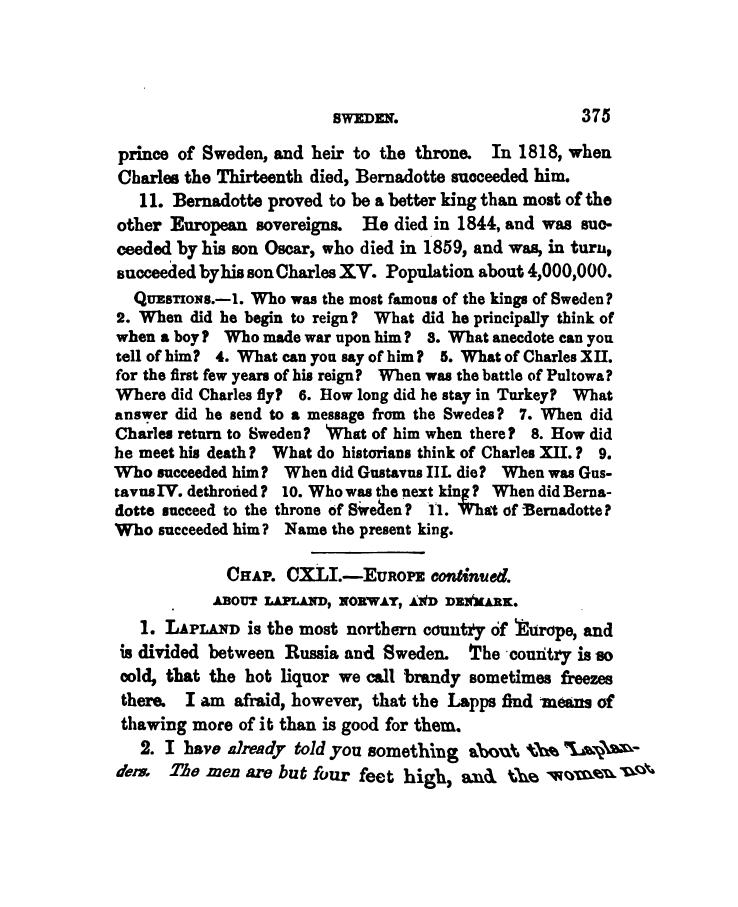 SWEDEN. 375
prince of Sweden, and heir to the throne. In 1818, when
Charles the Thirteenth died, Bernadotte succeeded him.
11. Bernadotte proved to be a better king than most of the
other European sovereigns. He died in 1844, and was suc-
ceeded by his son Oscar, who died in 1859, and was, in turn,
succeeded by his son Charles XV. Population about 4,000,000.
QUESTIONS.—1. Who was the most famous of the kings of Sweden?
2. When did he begin to reign? What did he principally think of
when a boy? Who made war upon him? 3. What anecdote can you
tell of him? 4. What can you say of him? 5. What of Charles XII.
for the first few years of his reign? When was the battle of Pultowa?
Where did Charles fly? 6. How long did he stay in Turkey? What
answer did he send to a message from the Swedes? 7. When did
Charles return to Sweden? What of him when there? 8. How did
he meet his death? What do historians think of Charles XII.? 9.
Who succeeded him? When did Gustavus III. die? When was Gus-
tavus IV. dethroned? 10. Who was the next king? When did Berna-
dotte succeed to the throne of Sweden? 11. What of Bernadotte?
Who succeeded him? Name the present king.
CHAP. CXLI.—EUROPE continued.
ABOUT LAPLAND, NORWAY, AND DENMARK.
1. LAPLAND is the most northern country of Europe, and
is divided between Russia and Sweden. The country is so
cold, that the hot liquor we call brandy sometimes freezes
there. I am afraid, however, that the Lapps find means of
thawing more of it than is good for them.
2. I have already told you something about the Laplan-
ders. The men are but four feet high, and the women not